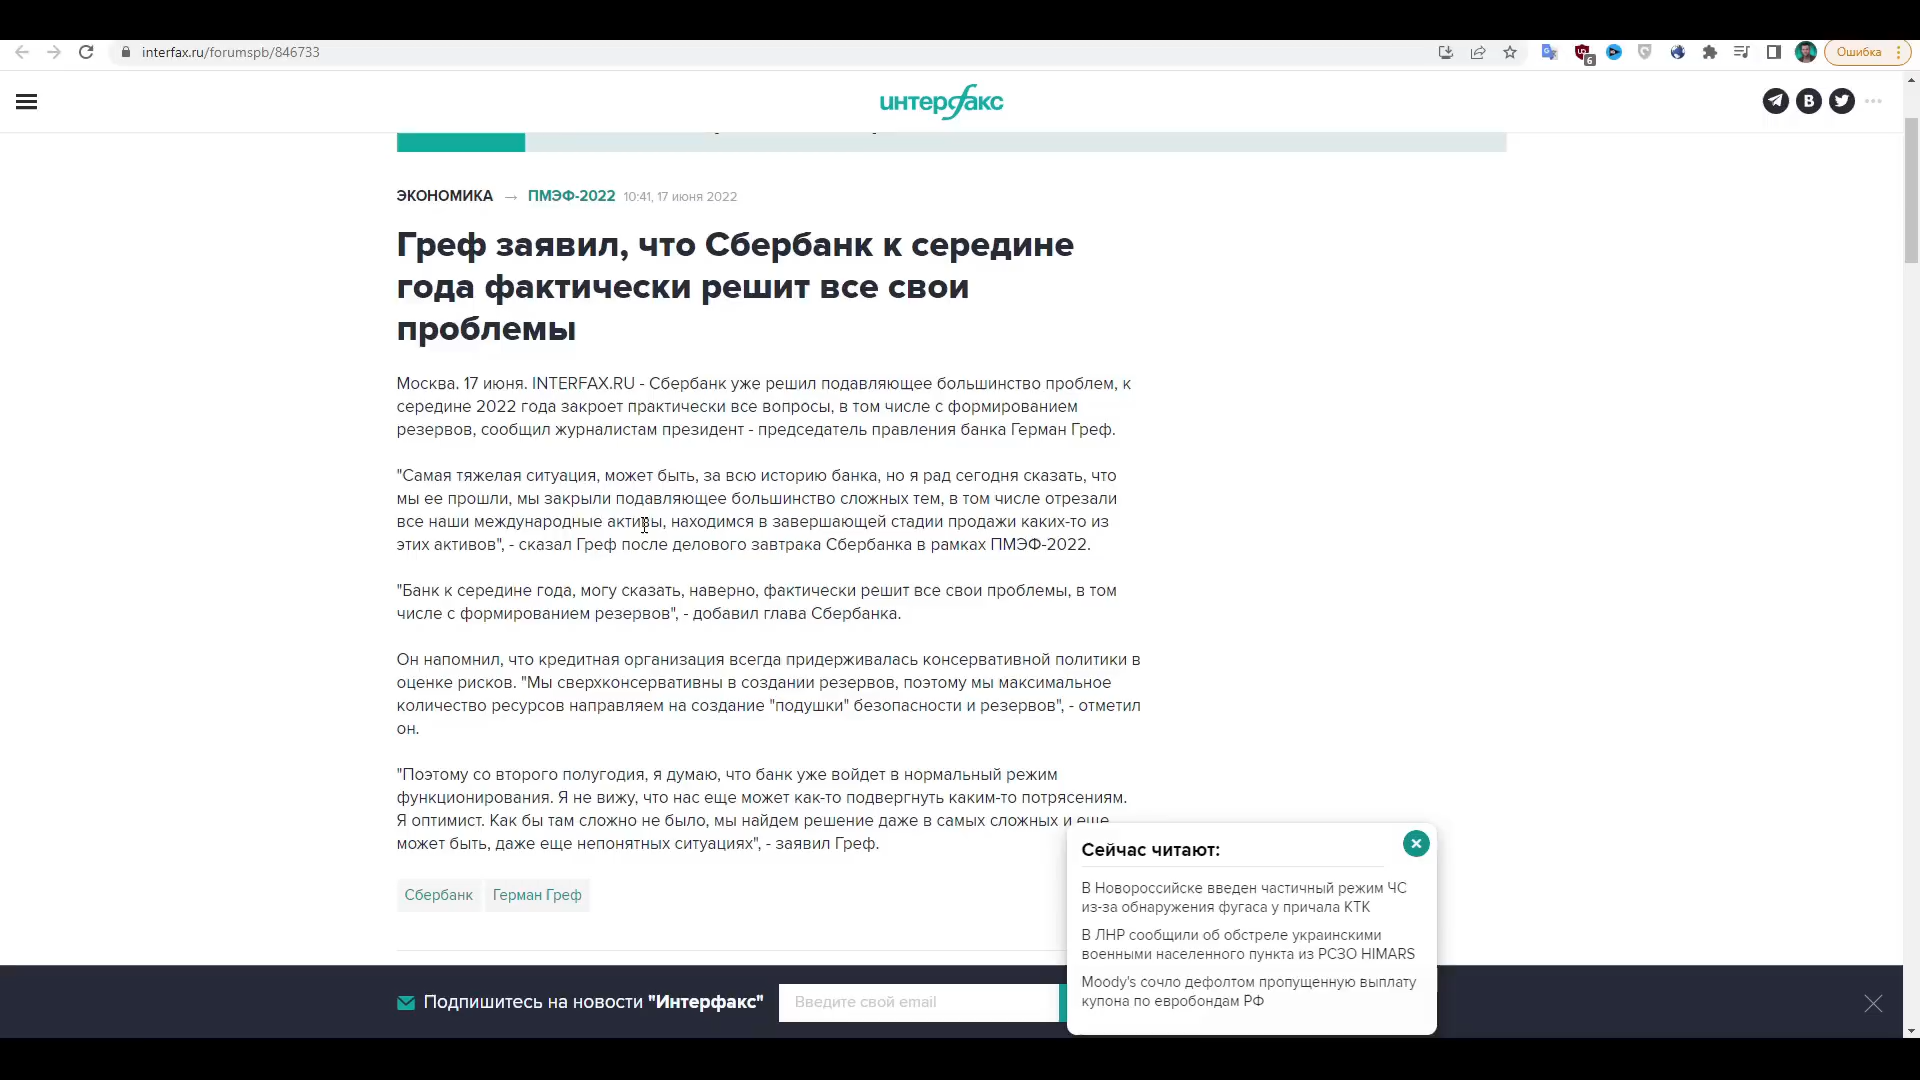 interfax.ru/forumspb/846733
6
Ошибка
интерфакс
ЭКОНОМИКА → ПМЭФ-2022 10:41, 17 июня 2022
Греф заявил, что Сбербанк к середине
года фактически решит все свои
проблемы
Москва. 17 июня. INTERFAX.RU - Сбербанк уже решил подавляющее большинство проблем, к
середине 2022 года закроет практически все вопросы, в том числе с формированием
резервов, сообщил журналистам президент - председатель правления банка Герман Греф.
"Самая тяжелая ситуация, может быть, за всю историю банка, но я рад сегодня сказать, что
мы ее прошли, мы закрыли подавляющее большинство сложных тем, в том числе отрезали
все наши международные активы, находимся в завершающей стадии продажи каких-то из
этих активов", - сказал Греф после делового завтрака Сбербанка в рамках ПМЭФ-2022.
"Банк к середине года, могу сказать, наверно, фактически решит все свои проблемы, в том
числе с формированием резервов", - добавил глава Сбербанка.
Он напомнил, что кредитная организация всегда придерживалась консервативной политики в
оценке рисков. "Мы сверхконсервативны в создании резервов, поэтому мы максимальное
количество ресурсов направляем на создание "подушки" безопасности и резервов", - отметил
он.
"Поэтому со второго полугодия, я думаю, что банк уже войдет в нормальный режим
функционирования. Я не вижу, что нас еще может как-то подвергнуть каким-то потрясениям.
Я оптимист. Как бы там сложно не было, мы найдем решение даже в самых сложных и еще,
может быть, даже еще непонятных ситуациях", - заявил Греф.
Сбербанк Герман Греф
Сейчас читают:
В Новороссийске введен частичный режим ЧС
из-за обнаружения фугаса у причала КТК
В ЛНР сообщили об обстреле украинскими
военными населенного пункта из РСЗО HIMARS
Moody's сочло дефолтом пропущенную выплату
купона по евробондам РФ
Подпишитесь на новости "Интерфакс" Введите свой email